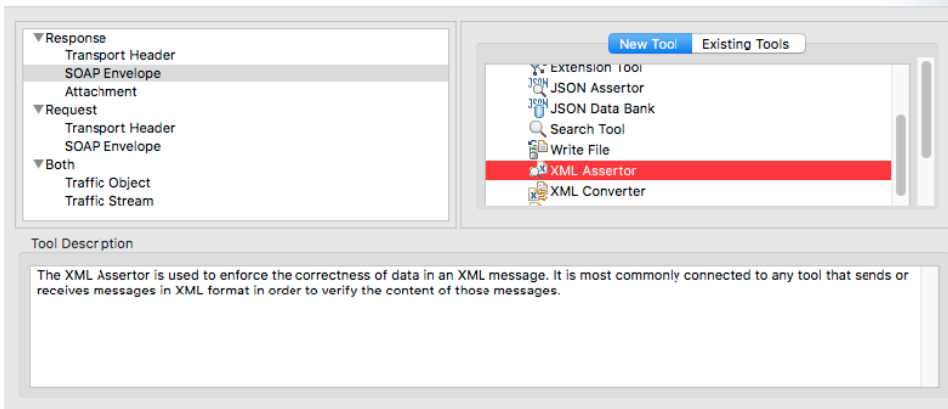 Response
Transport Header
SOAP Envelope
Attachment
Request
Transport Header
SOAP Envelope
Both
Traffic Object
Traffic Stream
New Tool Existing Tools
Extension Tool
JSON Assertor
JSON Data Bank
Search Tool
Write File
XML Assertor
XML Converter
Tool Description
The XML Assertor is used to enforce the correctness of data in an XML message. It is most commonly connected to any tool that sends or
receives messages in XML format in order to verify the content of those messages.